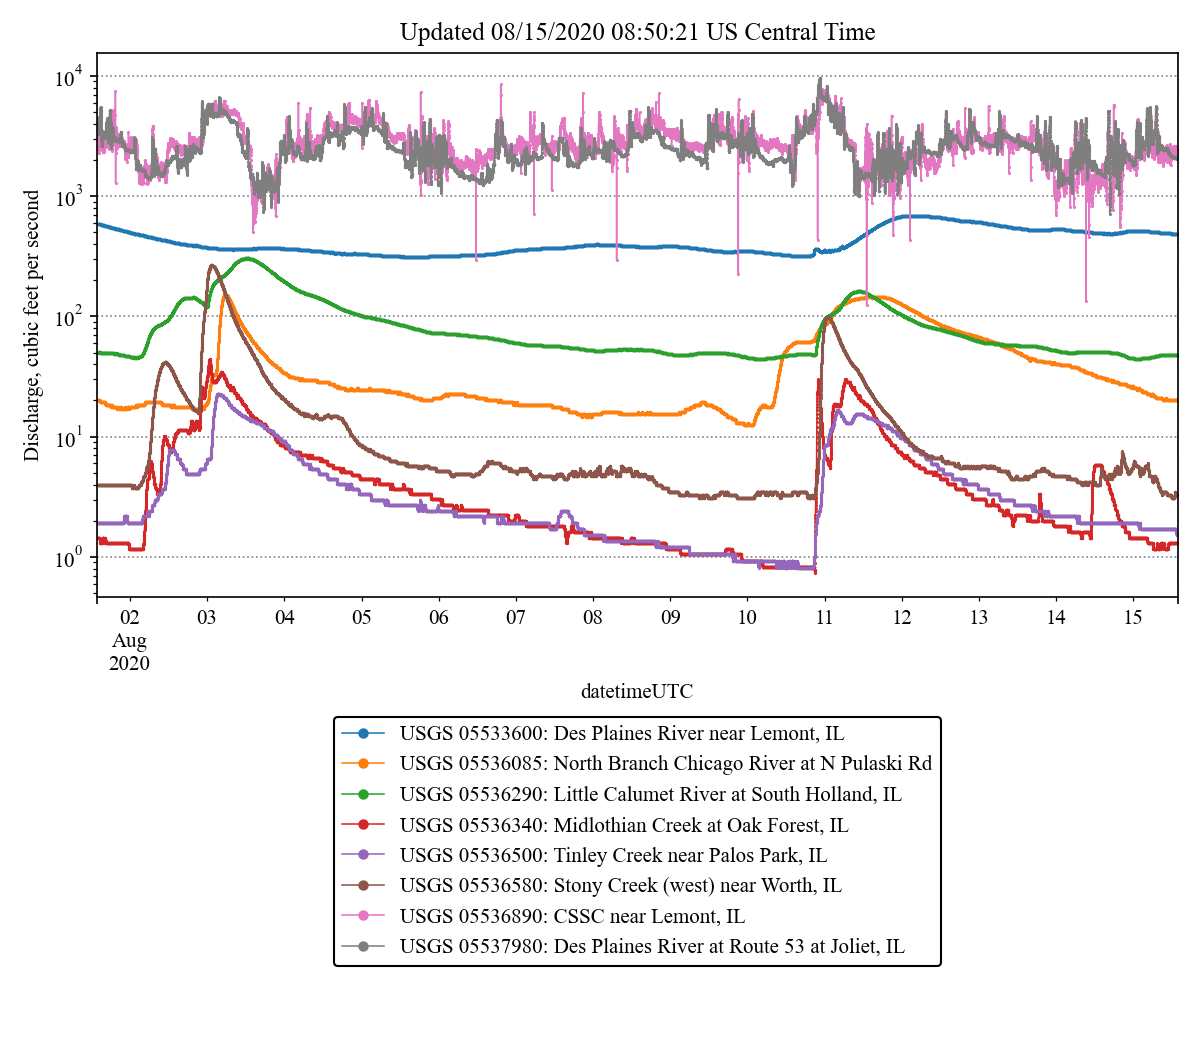 Updated 08/15/2020 08:50:21 US Central Time
Discharge, cubic feet per second
10^4
10^3
10^2
10^1
10^0
02 03 04 05 06 07 08 09 10 11 12 13 14 15
Aug
2020
datetimeUTC
USGS 05533600: Des Plaines River near Lemont, IL
USGS 05536085: North Branch Chicago River at N Pulaski Rd
USGS 05536290: Little Calumet River at South Holland, IL
USGS 05536340: Midlothian Creek at Oak Forest, IL
USGS 05536500: Tinley Creek near Palos Park, IL
USGS 05536580: Stony Creek (west) near Worth, IL
USGS 05536890: CSSC near Lemont, IL
USGS 05537980: Des Plaines River at Route 53 at Joliet, IL